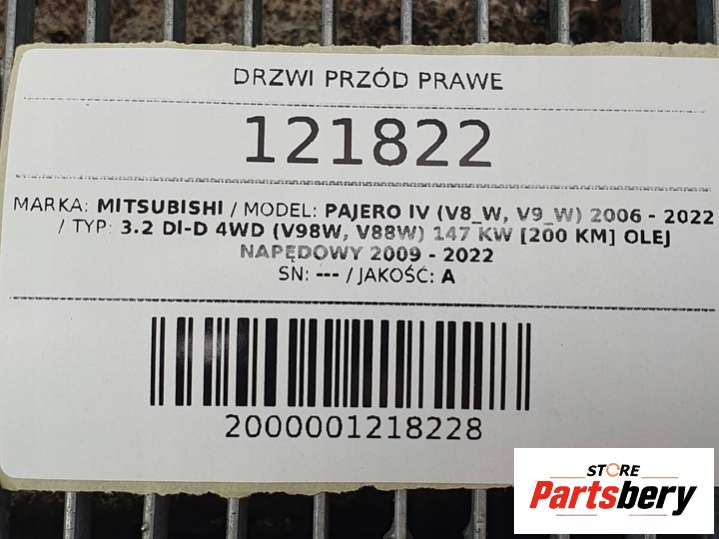 DRZWI PRZÓD PRAWE
121822
MARKA: MITSUBISHI / MODEL: PAJERO IV (V8_W, V9_W) 2006 - 2022
/ TYP: 3.2 DI-D 4WD (V98W, V88W) 147 KW [200 KM] OLEJ
NAPĘDOWY 2009 - 2022
SN: --- / JAKOŚĆ: A
2000001218228
STORE
Partsbery